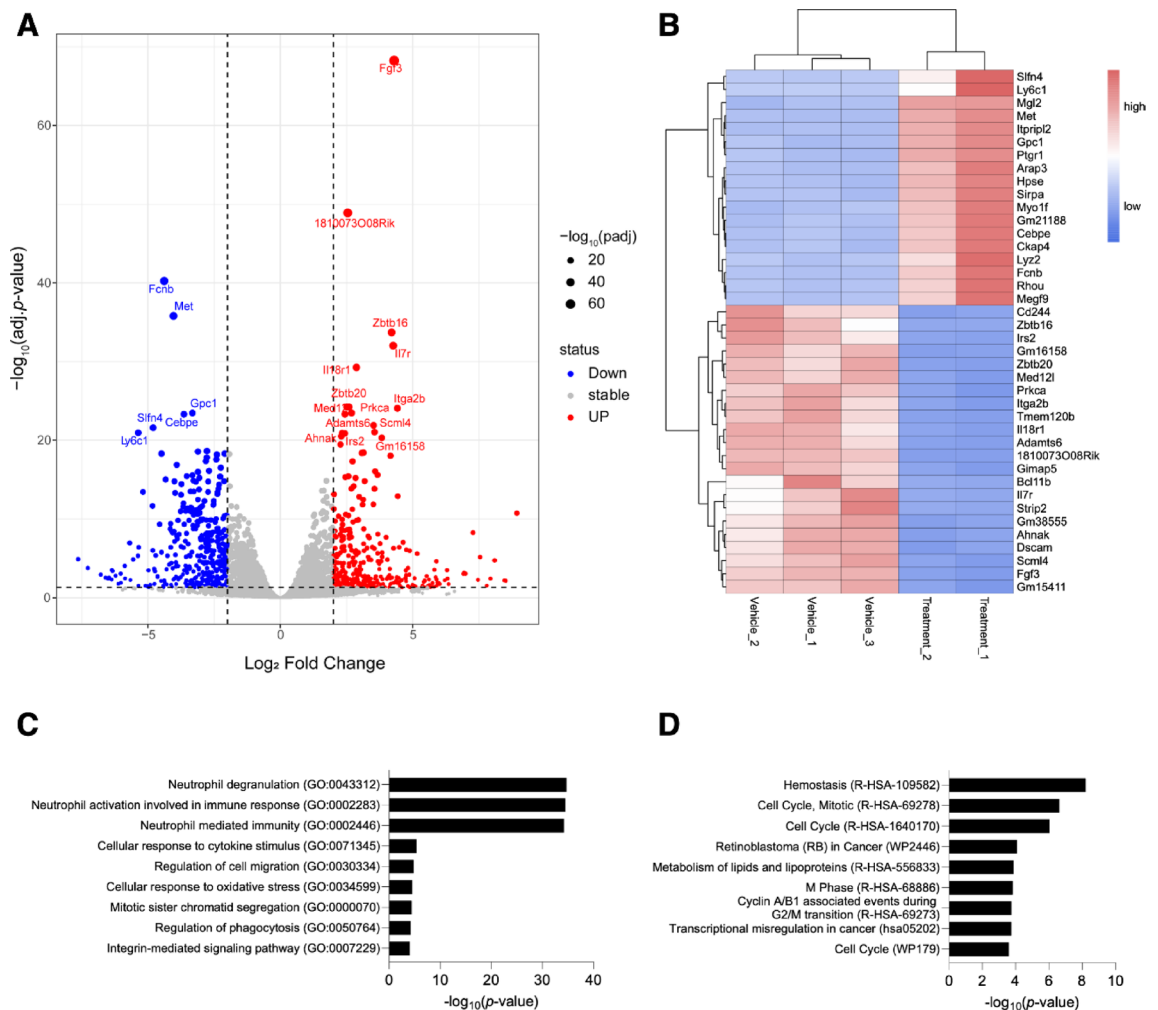 A
−log₁₀(adj.p-value)
60
40
20
0
−5
0
5
Log₂ Fold Change
Fgf3
1810073O08Rik
Fcnb
Met
Zbtb16
Il7r
Il18r1
Zbtb20
Itga2b
Prkca
Gpc1
Slfn4
Cebpe
Ly6c1
Adamts6
Scml4
Ahnak
Irs2
Gm16158
−log₁₀(padj)
20
40
60
status
Down
stable
UP
B
Slfn4
Ly6c1
Mgl2
Met
Itpripl2
Gpc1
Ptgr1
Arap3
Hpse
Sirpa
Myo1f
Gm21188
Cebpe
Ckap4
Lyz2
Fcnb
Rhou
Megf9
Cd244
Zbtb16
Irs2
Gm16158
Zbtb20
Med12l
Prkca
Itga2b
Tmem120b
Il18r1
Adamts6
1810073O08Rik
Gimap5
Bcl11b
Il7r
Strip2
Gm38555
Ahnak
Dscam
Scml4
Fgf3
Gm15411
Vehicle_2
Vehicle_1
Vehicle_3
Treatment_2
Treatment_1
high
low
C
Neutrophil degranulation (GO:0043312)
Neutrophil activation involved in immune response (GO:0002283)
Neutrophil mediated immunity (GO:0002446)
Cellular response to cytokine stimulus (GO:0071345)
Regulation of cell migration (GO:0030334)
Cellular response to oxidative stress (GO:0034599)
Mitotic sister chromatid segregation (GO:0000070)
Regulation of phagocytosis (GO:0050764)
Integrin-mediated signaling pathway (GO:0007229)
0 10 20 30 40
-log₁₀(p-value)
D
Hemostasis (R-HSA-109582)
Cell Cycle, Mitotic (R-HSA-69278)
Cell Cycle (R-HSA-1640170)
Retinoblastoma (RB) in Cancer (WP2446)
Metabolism of lipids and lipoproteins (R-HSA-556833)
M Phase (R-HSA-68886)
Cyclin A/B1 associated events during
G2/M transition (R-HSA-69273)
Transcriptional misregulation in cancer (hsa05202)
Cell Cycle (WP179)
0 2 4 6 8 10
-log₁₀(p-value)